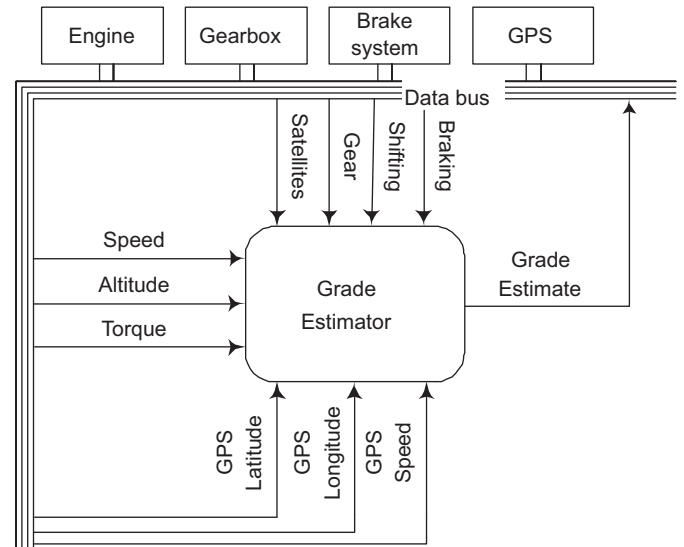 Engine
Gearbox
Brake
system
GPS
Data bus
Satellites
Gear
Shifting
Braking
Speed
Altitude
Torque
Grade
Estimator
Grade
Estimate
GPS
Latitude
GPS
Longitude
GPS
Speed